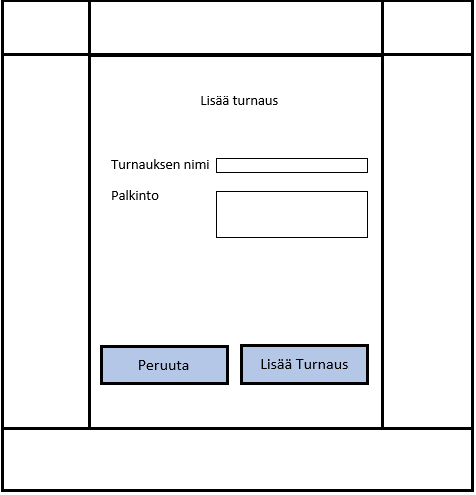 Lisää turnaus
Turnauksen nimi
Palkinto
Peruuta
Lisää Turnaus